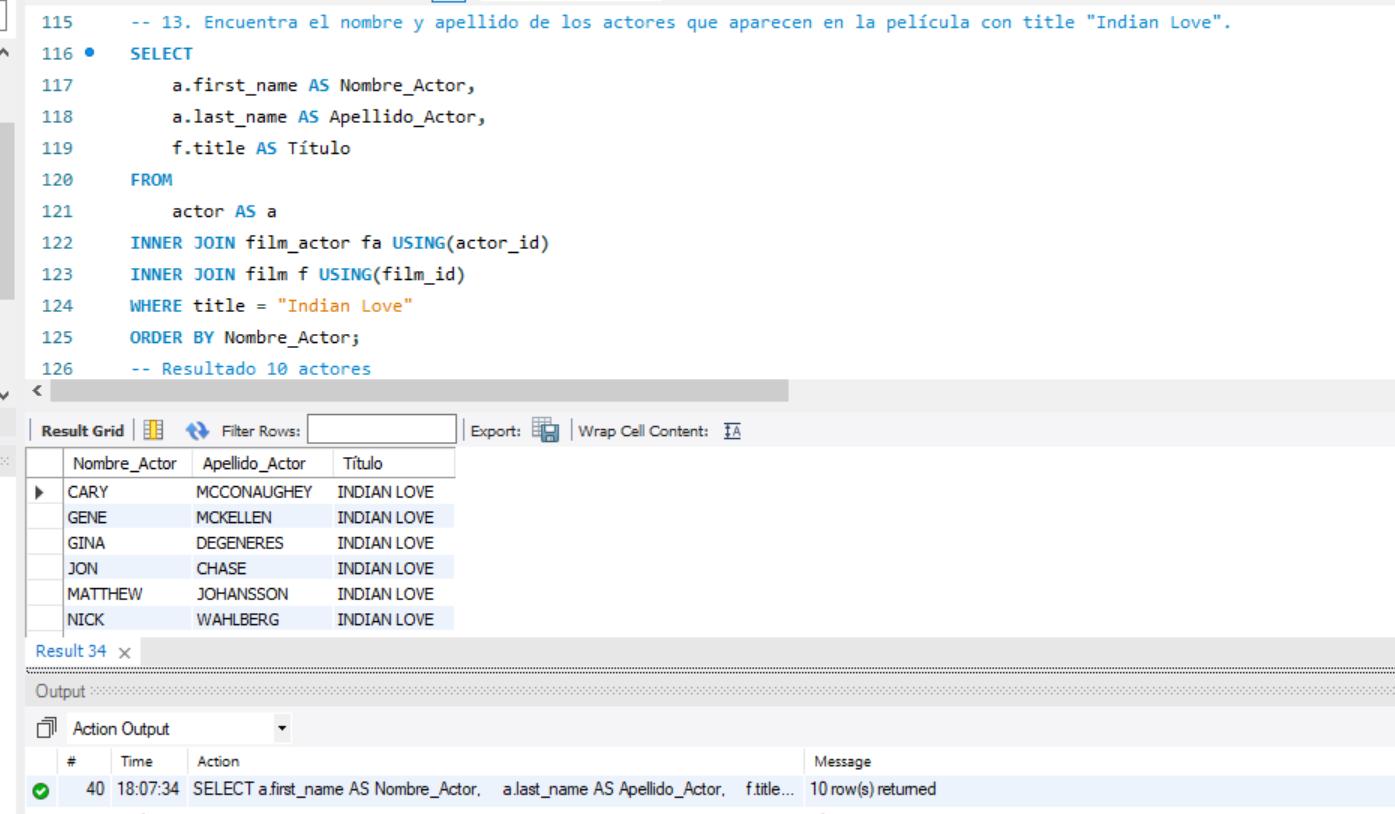 115 -- 13. Encuentra el nombre y apellido de los actores que aparecen en la película con title "Indian Love".
116 SELECT
117 a.first_name AS Nombre_Actor,
118 a.last_name AS Apellido_Actor,
119 f.title AS Título
120 FROM
121 actor AS a
122 INNER JOIN film_actor fa USING(actor_id)
123 INNER JOIN film f USING(film_id)
124 WHERE title = "Indian Love"
125 ORDER BY Nombre_Actor;
126 -- Resultado 10 actores
Result Grid Filter Rows: Export: Wrap Cell Content: IA
Nombre_Actor Apellido_Actor Título
CARY MCCONAUGHEY INDIAN LOVE
GENE MCKELLEN INDIAN LOVE
GINA DEGENERES INDIAN LOVE
JON CHASE INDIAN LOVE
MATTHEW JOHANSSON INDIAN LOVE
NICK WAHLBERG INDIAN LOVE
Result 34 ×
Output
Action Output
# Time Action Message
40 18:07:34 SELECT a.first_name AS Nombre_Actor, a.last_name AS Apellido_Actor, f.title... 10 row(s) returned